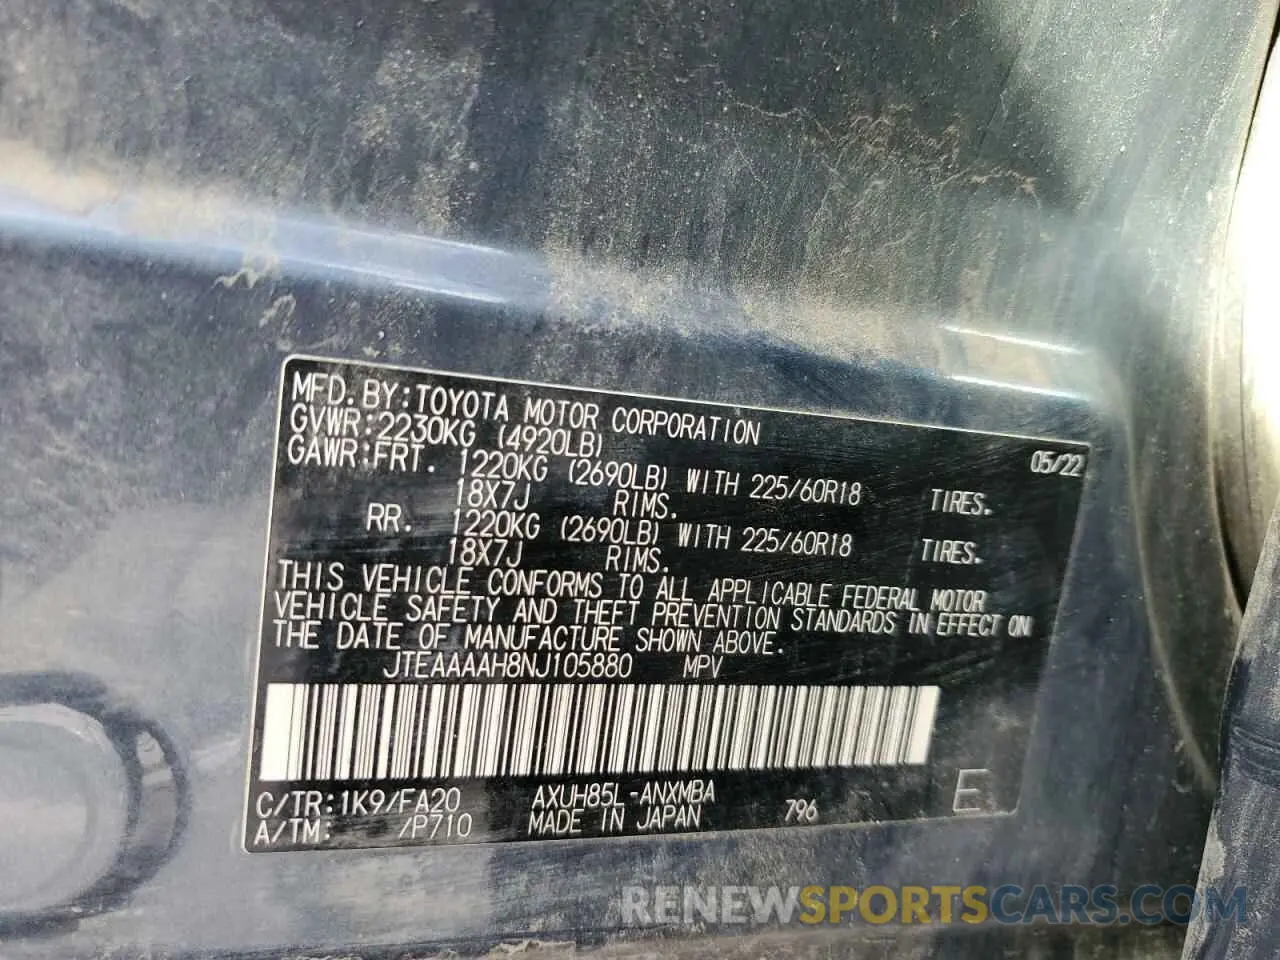 MFD. BY: TOYOTA MOTOR CORPORATION
05/22
GVWR: 2230KG (4920LB)
GAWR: FRT. 1220KG (2690LB) WITH 225/60R18 TIRES.
18X7J RIMS.
RR. 1220KG (2690LB) WITH 225/60R18 TIRES.
18X7J RIMS.
THIS VEHICLE CONFORMS TO ALL APPLICABLE FEDERAL MOTOR
VEHICLE SAFETY AND THEFT PREVENTION STANDARDS IN EFFECT ON
THE DATE OF MANUFACTURE SHOWN ABOVE.
JTEAAAAH8NJ105880 MPV
C/TR: 1K9/FA20 AXUH85L-ANXMBA 796 E
A/TM: /P710 MADE IN JAPAN
RENEWSPORTSCARS.COM